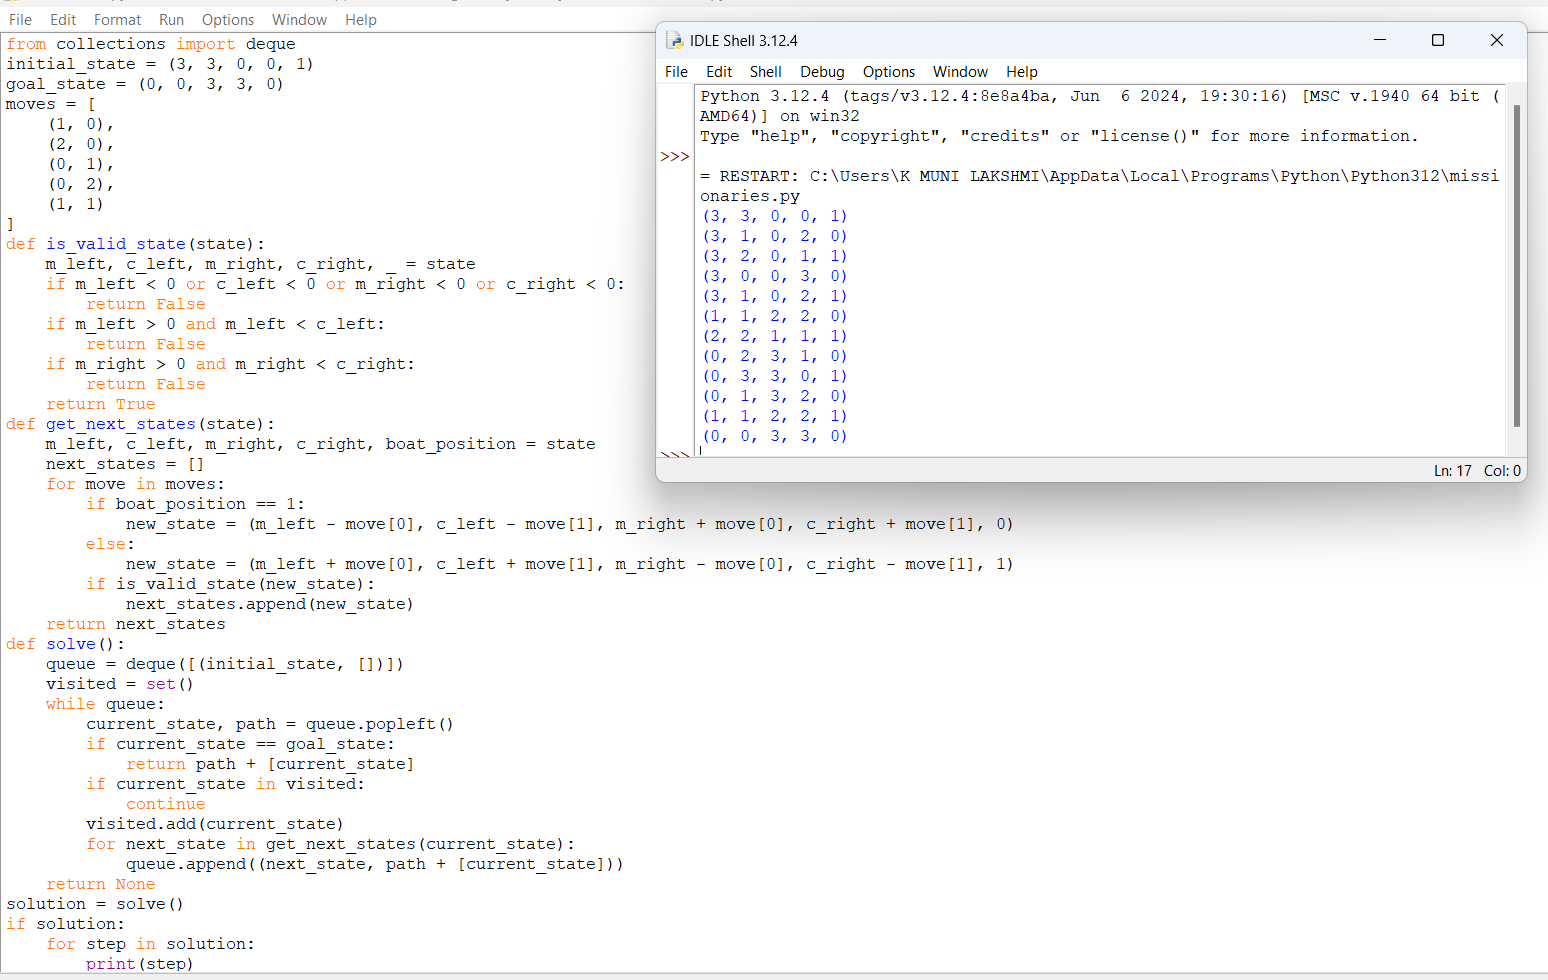 File Edit Format Run Options Window Help
from collections import deque
initial_state = (3, 3, 0, 0, 1)
goal_state = (0, 0, 3, 3, 0)
moves = [
    (1, 0),
    (2, 0),
    (0, 1),
    (0, 2),
    (1, 1)
]
def is_valid_state(state):
    m_left, c_left, m_right, c_right, _ = state
    if m_left < 0 or c_left < 0 or m_right < 0 or c_right < 0:
        return False
    if m_left > 0 and m_left < c_left:
        return False
    if m_right > 0 and m_right < c_right:
        return False
    return True
def get_next_states(state):
    m_left, c_left, m_right, c_right, boat_position = state
    next_states = []
    for move in moves:
        if boat_position == 1:
            new_state = (m_left - move[0], c_left - move[1], m_right + move[0], c_right + move[1], 0)
        else:
            new_state = (m_left + move[0], c_left + move[1], m_right - move[0], c_right - move[1], 1)
        if is_valid_state(new_state):
            next_states.append(new_state)
    return next_states
def solve():
    queue = deque([(initial_state, [])])
    visited = set()
    while queue:
        current_state, path = queue.popleft()
        if current_state == goal_state:
            return path + [current_state]
        if current_state in visited:
            continue
        visited.add(current_state)
        for next_state in get_next_states(current_state):
            queue.append((next_state, path + [current_state]))
    return None
solution = solve()
if solution:
    for step in solution:
        print(step)
IDLE Shell 3.12.4
File Edit Shell Debug Options Window Help
Python 3.12.4 (tags/v3.12.4:8e8a4ba, Jun  6 2024, 19:30:16) [MSC v.1940 64 bit (
AMD64)] on win32
Type "help", "copyright", "credits" or "license()" for more information.
>>>
= RESTART: C:\Users\K MUNI LAKSHMI\AppData\Local\Programs\Python\Python312\missi
onaries.py
(3, 3, 0, 0, 1)
(3, 1, 0, 2, 0)
(3, 2, 0, 1, 1)
(3, 0, 0, 3, 0)
(3, 1, 0, 2, 1)
(1, 1, 2, 2, 0)
(2, 2, 1, 1, 1)
(0, 2, 3, 1, 0)
(0, 3, 3, 0, 1)
(0, 1, 3, 2, 0)
(1, 1, 2, 2, 1)
(0, 0, 3, 3, 0)
>>>
Ln: 17 Col: 0